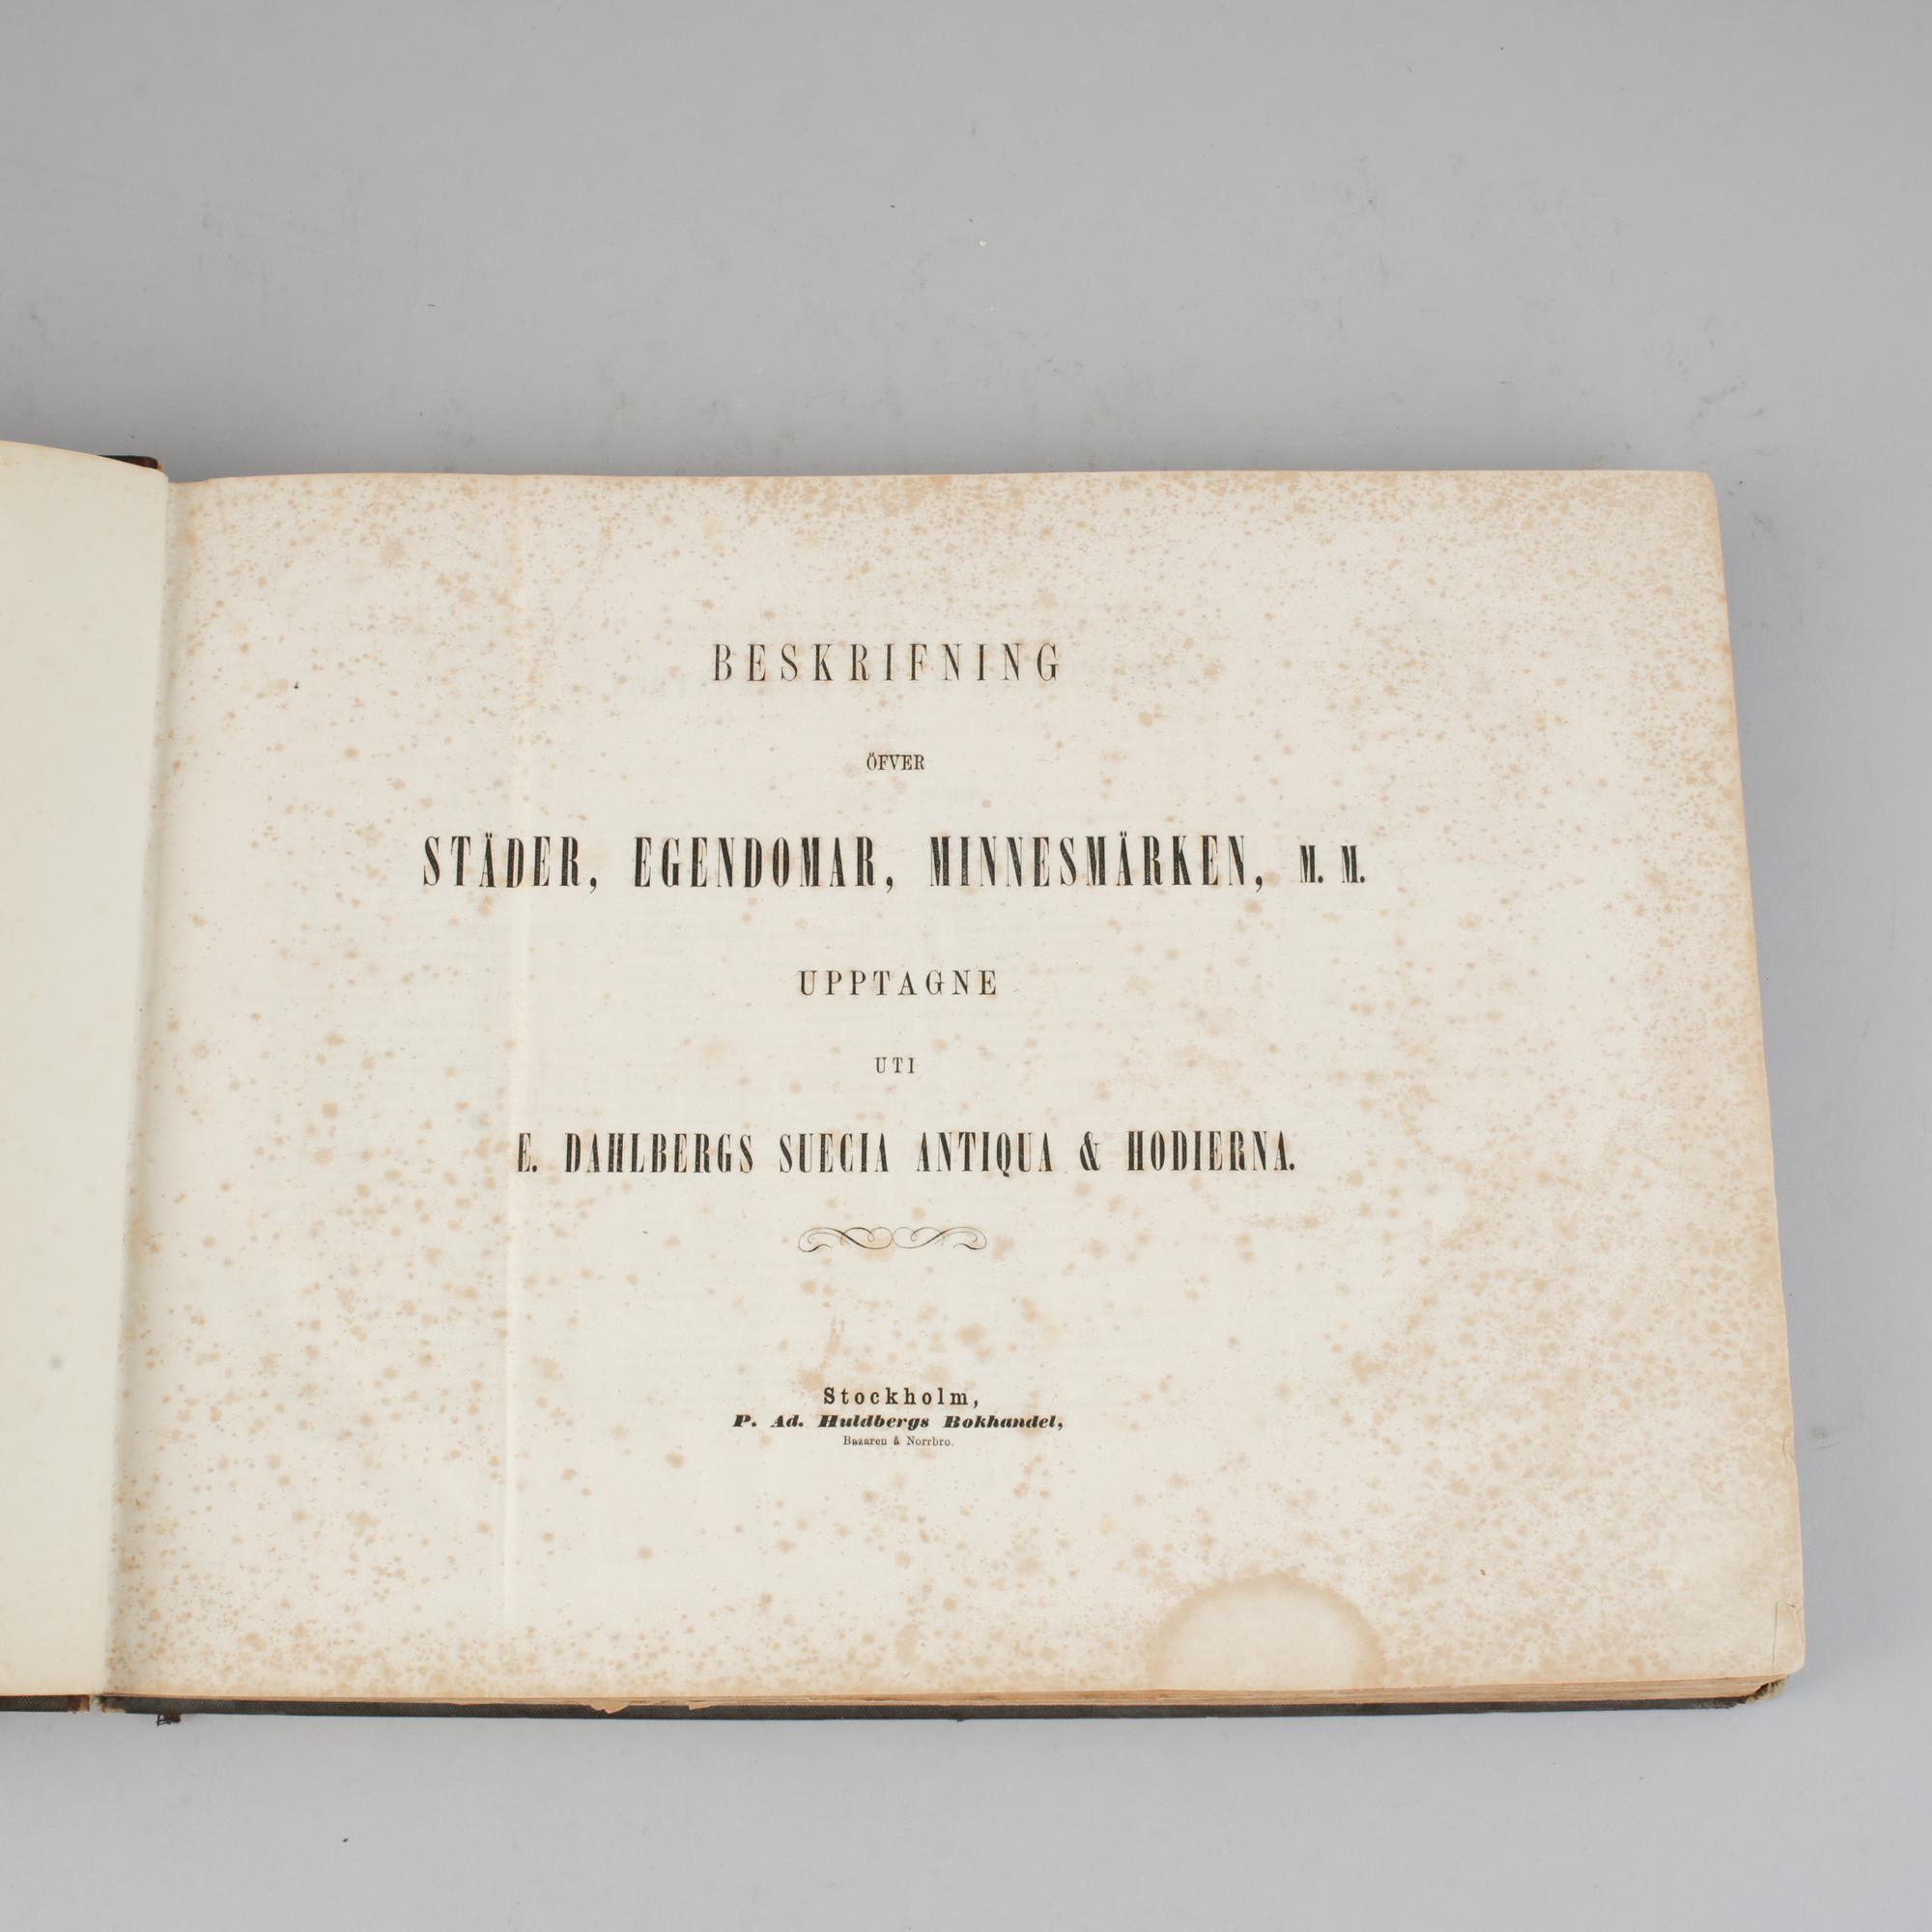 BESKRIFNING
ÖFVER
STÄDER, EGENDOMAR, MINNESMÄRKEN, M. M.
UPPTAGNE
UTI
E. DAHLBERGS SUECIA ANTIQUA & HODIERNA.
Stockholm,
P. Ad. Huldbergs Bokhandel,
Bazaren å Norrbro.